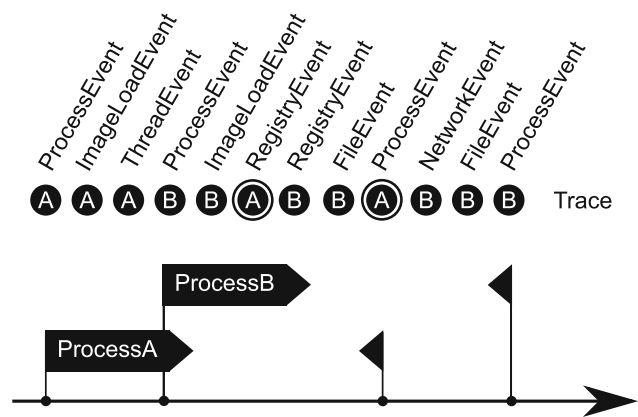 ProcessEvent
ImageLoadEvent
ThreadEvent
ProcessEvent
ImageLoadEvent
RegistryEvent
RegistryEvent
FileEvent
ProcessEvent
NetworkEvent
FileEvent
ProcessEvent
A A A B B A B B A B B B Trace
ProcessB
ProcessA